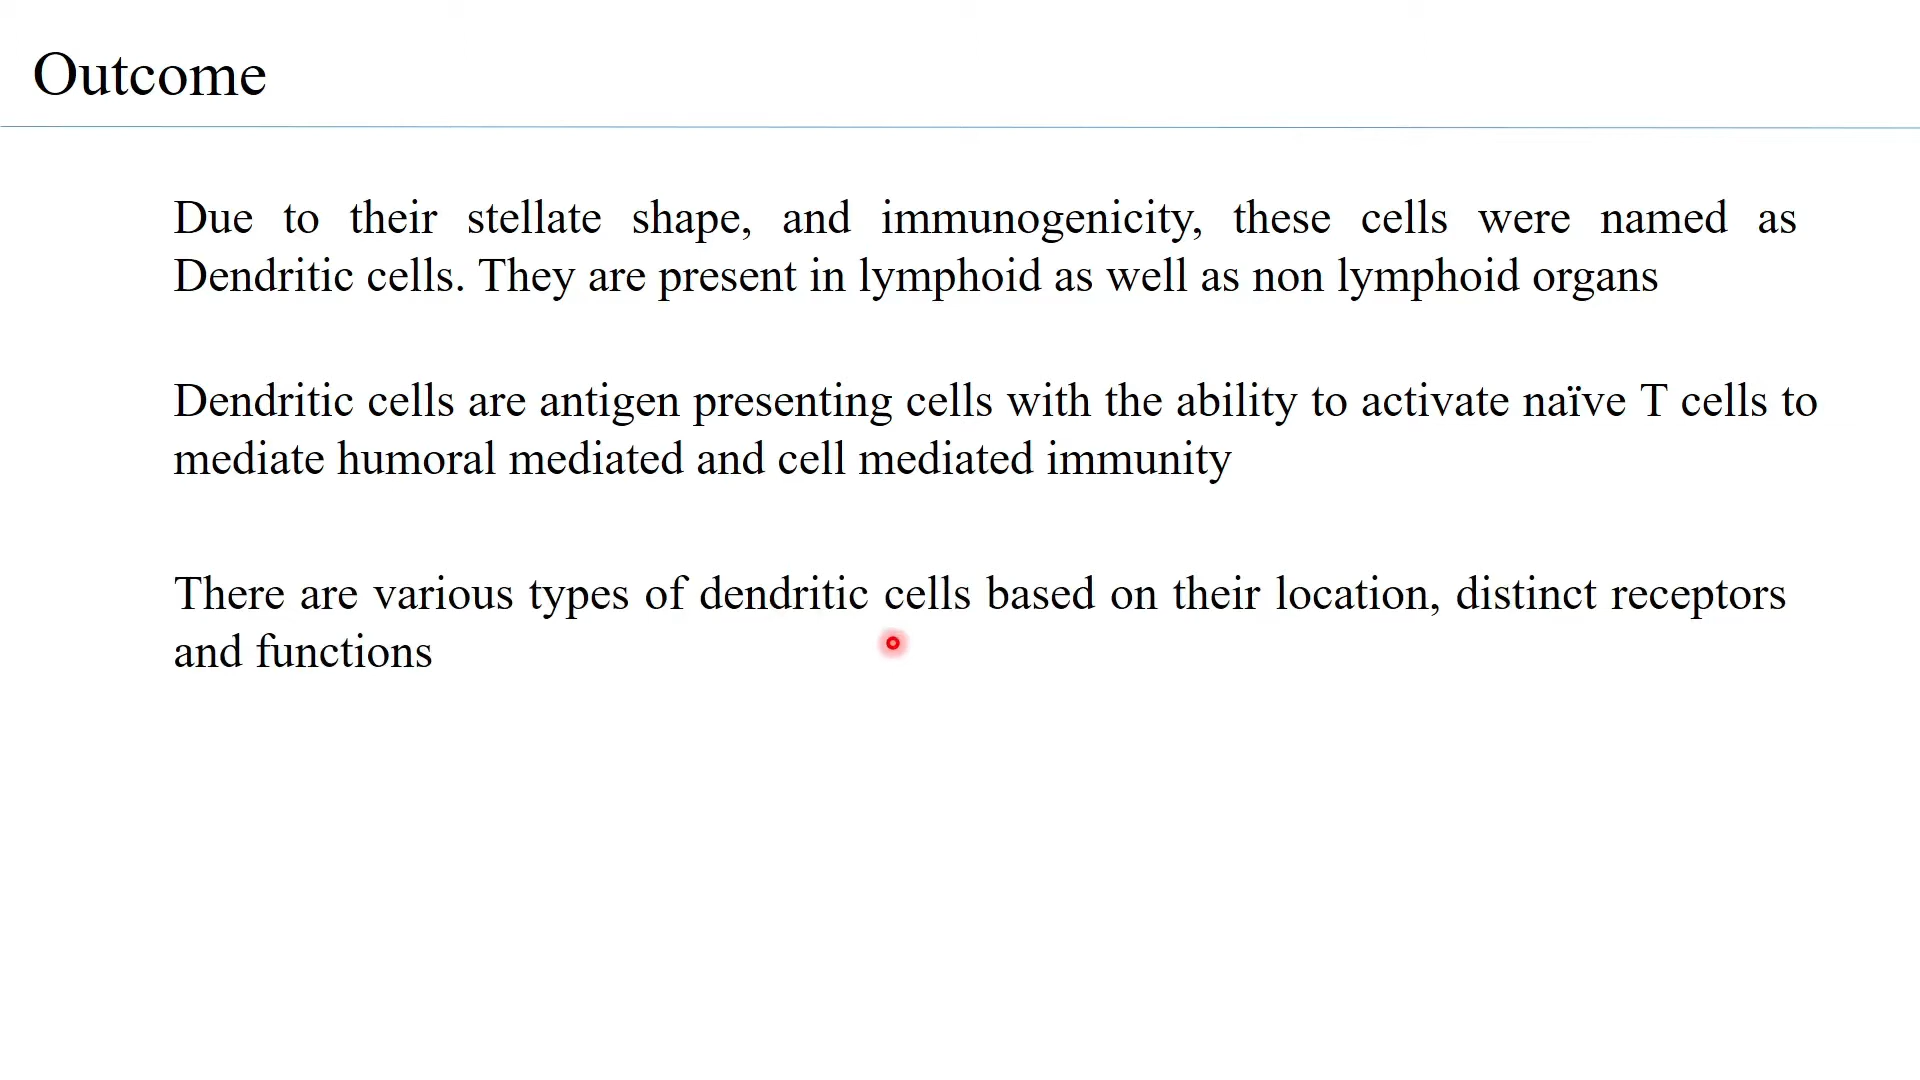 Outcome
Due to their stellate shape, and immunogenicity, these cells were named as
Dendritic cells. They are present in lymphoid as well as non lymphoid organs
Dendritic cells are antigen presenting cells with the ability to activate naïve T cells to
mediate humoral mediated and cell mediated immunity
There are various types of dendritic cells based on their location, distinct receptors
and functions